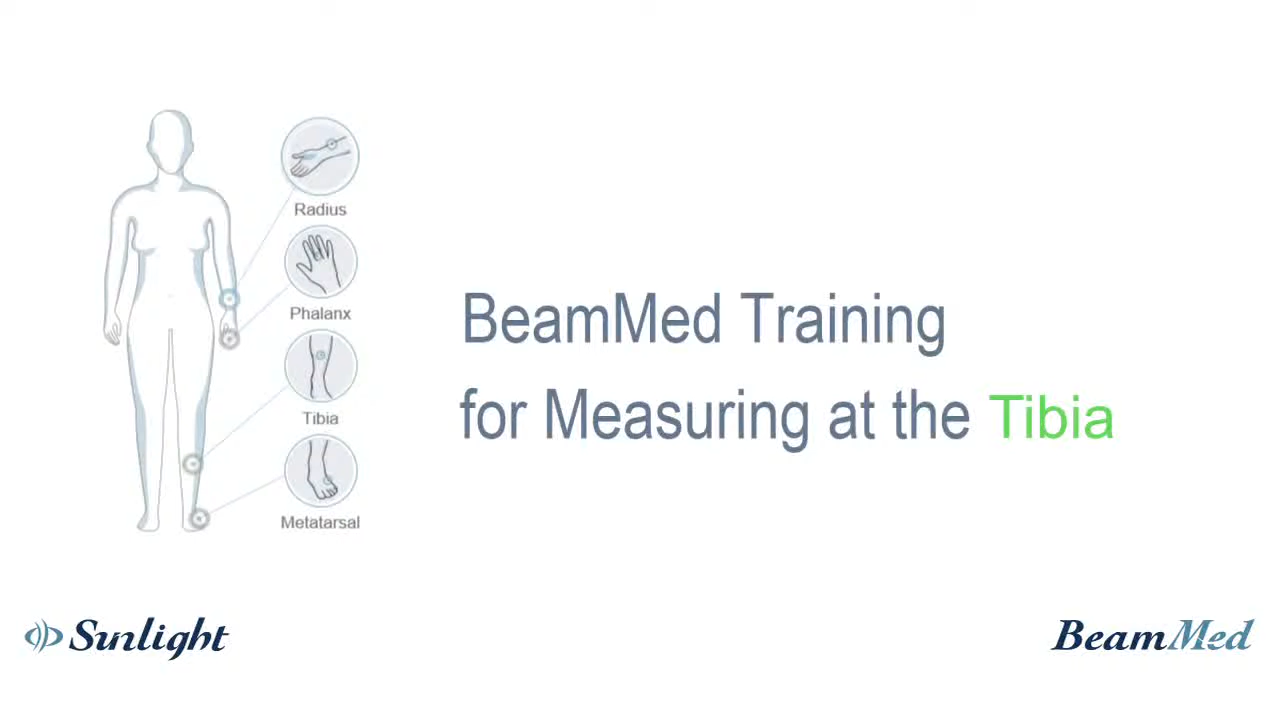 Radius
Phalanx
Tibia
Metatarsal
BeamMed Training
for Measuring at the Tibia
Sunlight
BeamMed